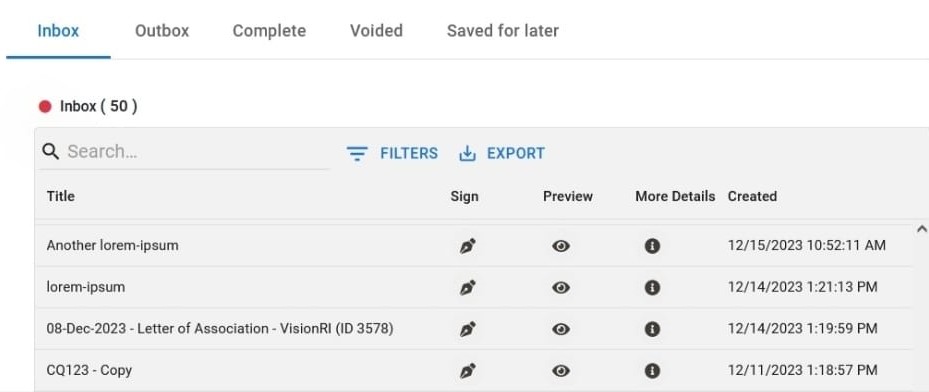 Inbox Outbox Complete Voided Saved for later
Inbox ( 50 )
Search... FILTERS EXPORT
Title Sign Preview More Details Created
Another lorem-ipsum 12/15/2023 10:52:11 AM
lorem-ipsum 12/14/2023 1:21:13 PM
08-Dec-2023 - Letter of Association - VisionRI (ID 3578) 12/14/2023 1:19:59 PM
CQ123 - Copy 12/11/2023 1:18:57 PM